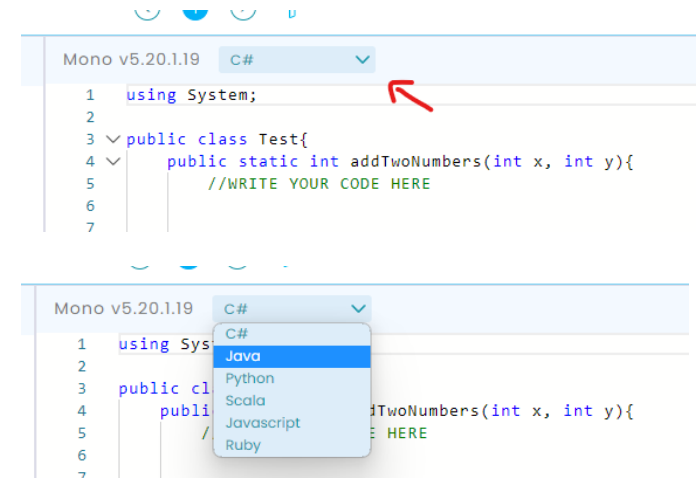 Mono v5.20.1.19 C#
1 using System;
2
3 public class Test{
4 public static int addTwoNumbers(int x, int y){
5 //WRITE YOUR CODE HERE
6
7
Mono v5.20.1.19 C#
C#
Java
Python
Scala
Javascript
Ruby
1 using Sys
2
3 public cl
4 publi dTwoNumbers(int x, int y){
5 / E HERE
6
7